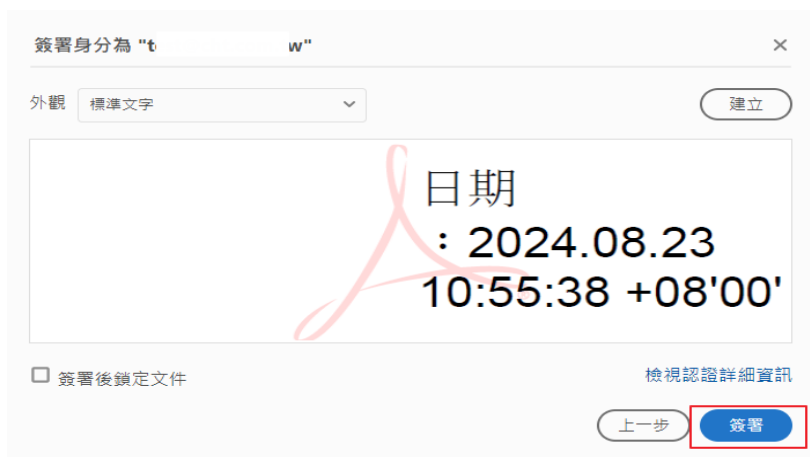 簽署身分為 "t w"
外觀 標準文字 建立
日期
：2024.08.23
10:55:38 +08'00'
簽署後鎖定文件 檢視認證詳細資訊
上一步 簽署